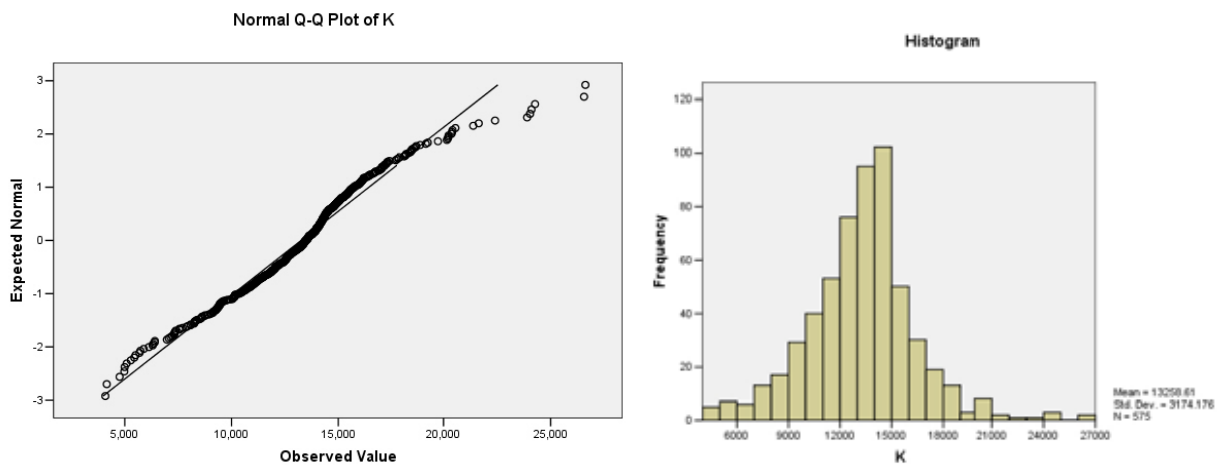 Normal Q-Q Plot of K
Expected Normal
3
2
1
0
-1
-2
-3
5,000 10,000 15,000 20,000 25,000
Observed Value
Histogram
Frequency
120
100
80
60
40
20
0
6000 9000 12000 15000 18000 21000 24000 27000
K
Mean = 13258.61
Std. Dev. = 3174.176
N = 575